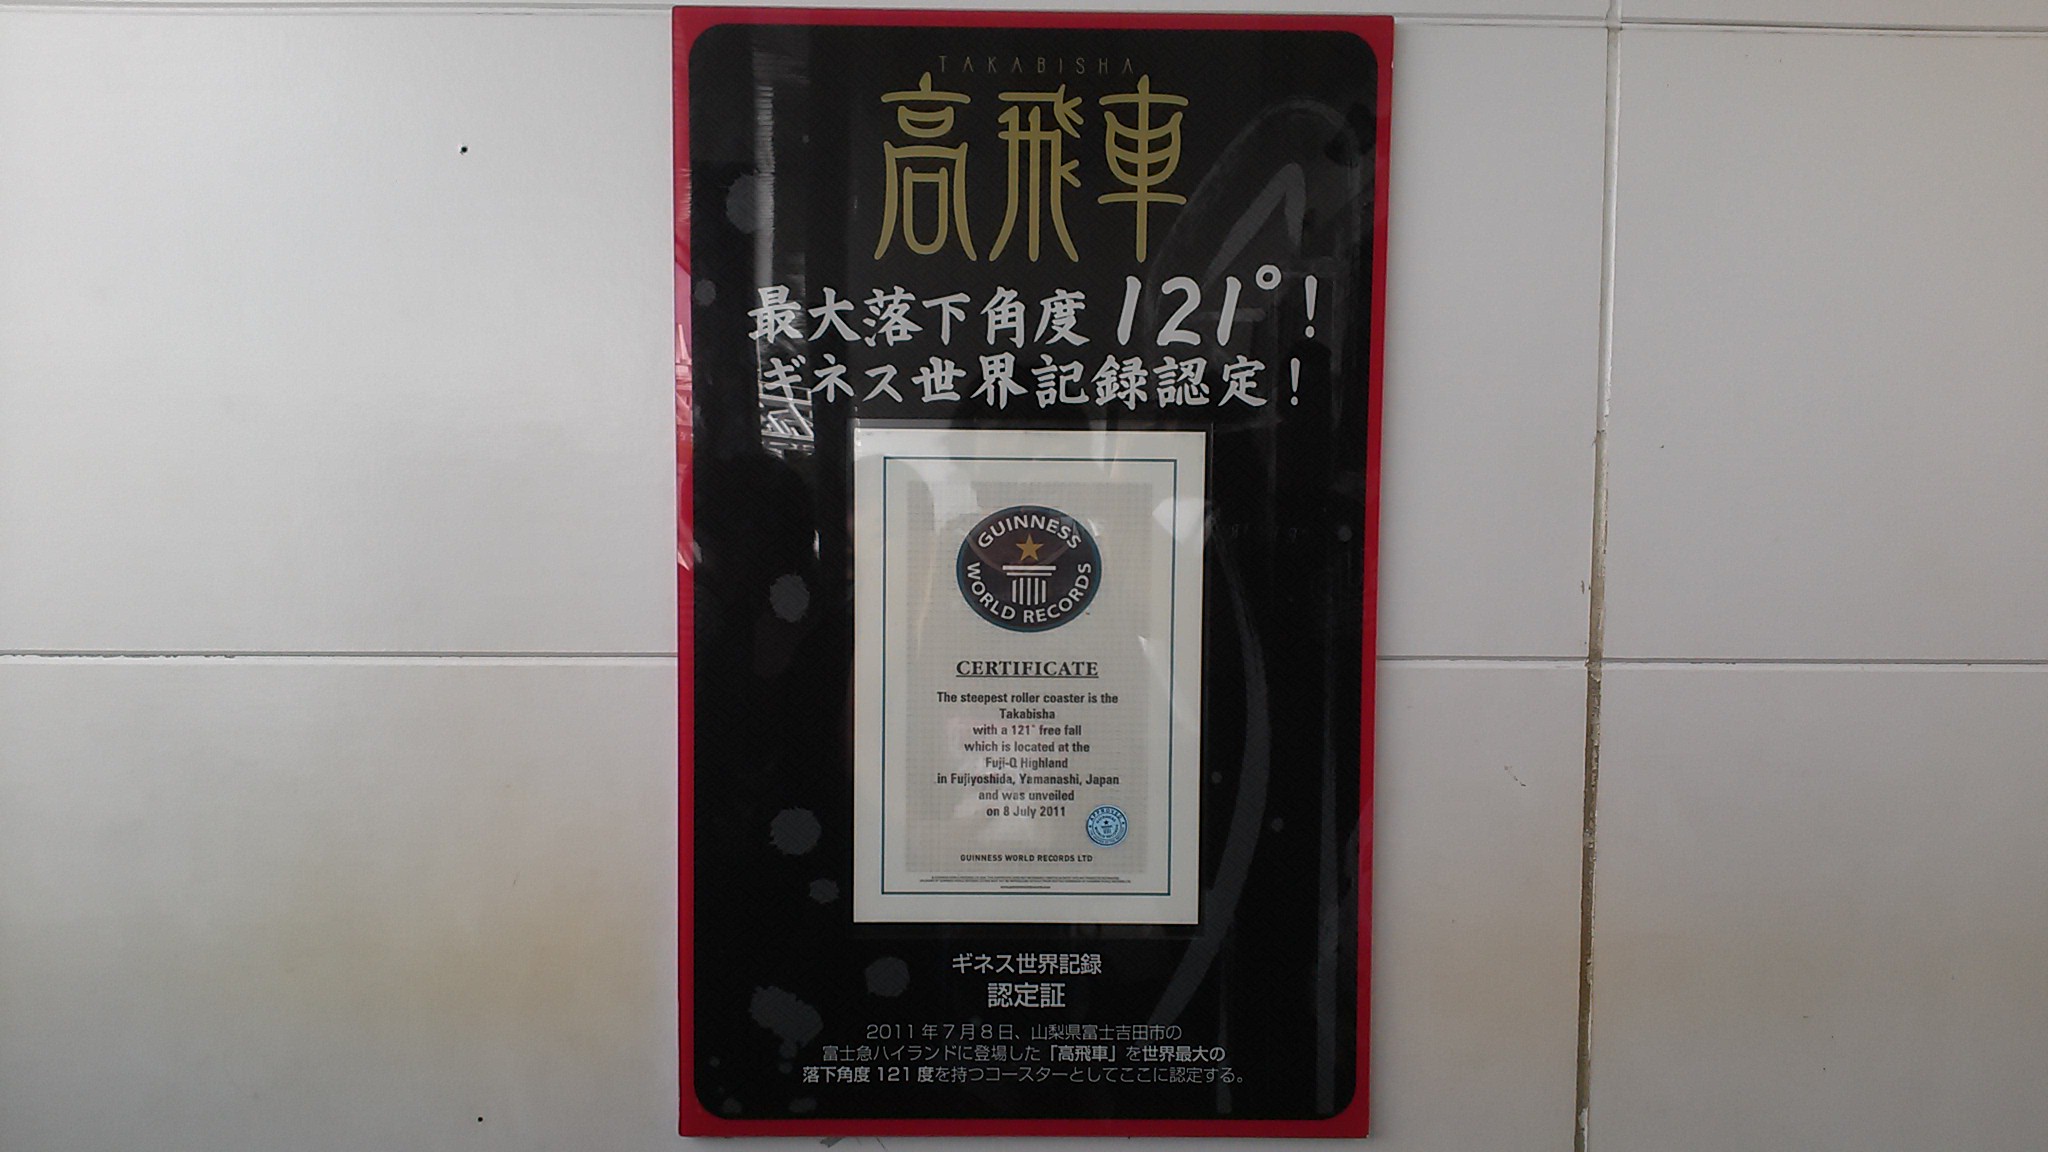 TAKABISHA
高飛車
最大落下角度121°!
ギネス世界記録認定!
GUINNESS
WORLD RECORDS
CERTIFICATE
The steepest roller coaster is the
Takabisha
with a 121° free fall
which is located at the
Fuji-Q Highland
in Fujiyoshida, Yamanashi, Japan
and was unveiled
on 8 July 2011
GUINNESS WORLD RECORDS LTD
ギネス世界記録
認定証
2011年7月8日、山梨県富士吉田市の
富士急ハイランドに登場した「高飛車」を世界最大の
落下角度121度を持つコースターとしてここに認定する。